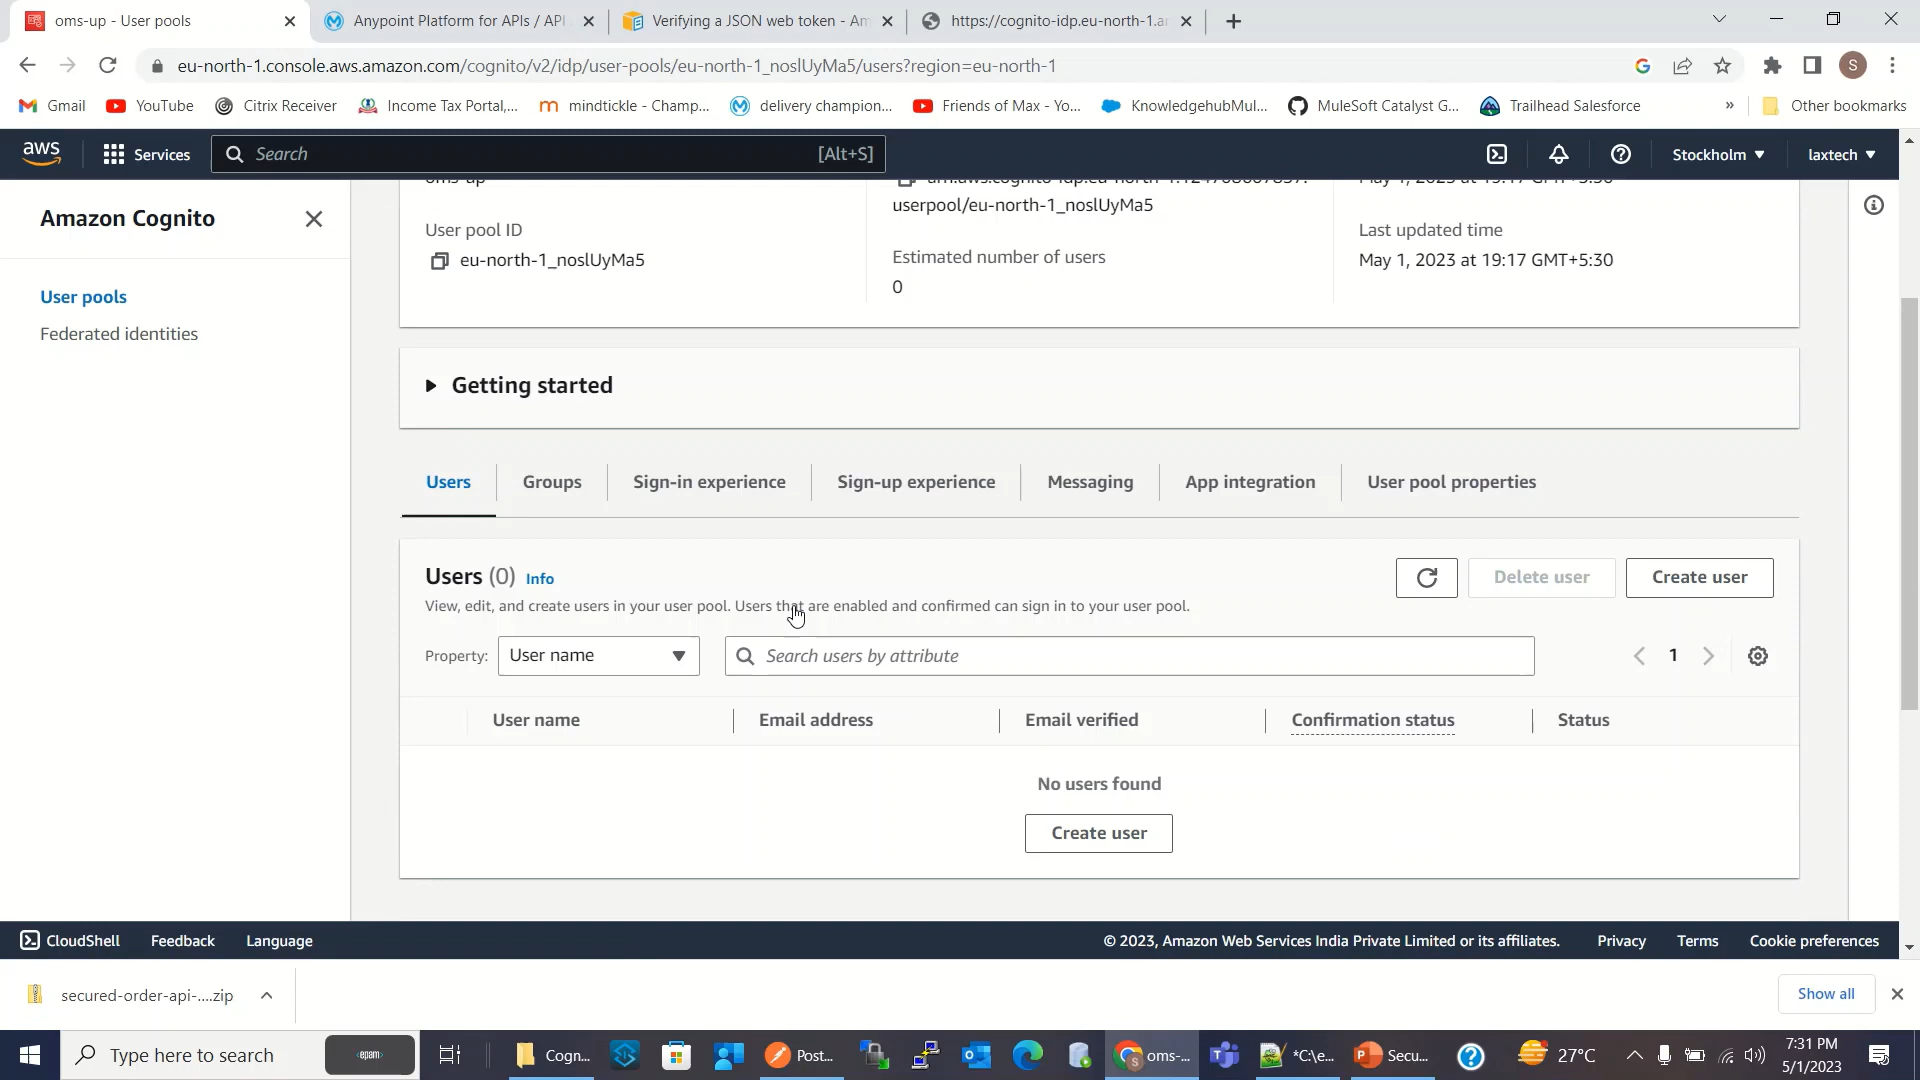 oms-up - User pools
Anypoint Platform for APIs / API
Verifying a JSON web token - Am
https://cognito-idp.eu-north-1.am
eu-north-1.console.aws.amazon.com/cognito/v2/idp/user-pools/eu-north-1_noslUyMa5/users?region=eu-north-1
S
Gmail
YouTube
Citrix Receiver
Income Tax Portal,...
mindtickle - Champ...
delivery champion...
Friends of Max - Yo...
KnowledgehubMul...
MuleSoft Catalyst G...
Trailhead Salesforce
»
Other bookmarks
aws
Services
Search
[Alt+S]
Stockholm
laxtech
Amazon Cognito
User pools
Federated identities
oms-up
userpool/eu-north-1_noslUyMa5
User pool ID
eu-north-1_noslUyMa5
Estimated number of users
0
Last updated time
May 1, 2023 at 19:17 GMT+5:30
Getting started
Users
Groups
Sign-in experience
Sign-up experience
Messaging
App integration
User pool properties
Users (0) Info
Delete user
Create user
View, edit, and create users in your user pool. Users that are enabled and confirmed can sign in to your user pool.
Property:
User name
Search users by attribute
1
User name
Email address
Email verified
Confirmation status
Status
No users found
Create user
CloudShell
Feedback
Language
© 2023, Amazon Web Services India Private Limited or its affiliates.
Privacy
Terms
Cookie preferences
secured-order-api-....zip
Show all
Type here to search
<epam>
Cogn...
Post...
oms-...
*C:\e...
Secu...
27°C
7:31 PM
5/1/2023